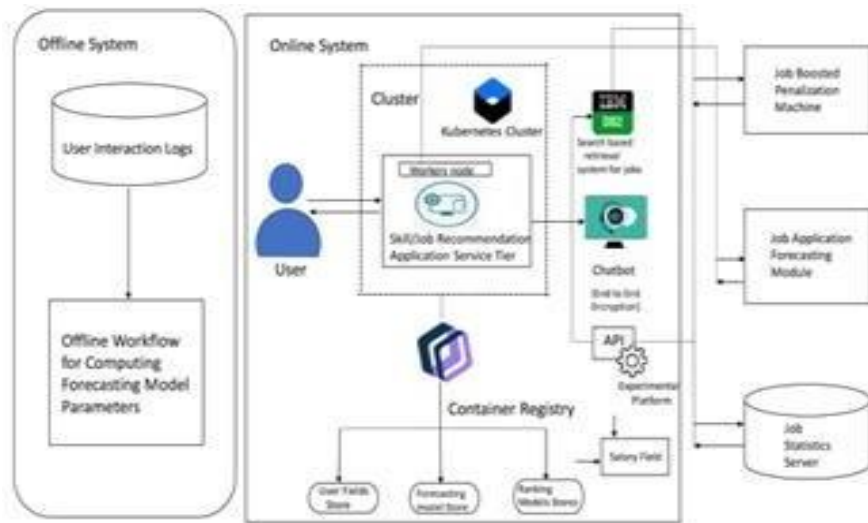 Offline System
User Interaction Logs
Offline Workflow
for Computing
Forecasting Model
Parameters
Online System
Cluster
Kubernetes Cluster
Workers node
Skill/Job Recommendation
Application Service Tier
User
IBM
DB2
Search based
retrieval
system for jobs
Chatbot
(End to End
Encryption)
API
Experimental
Platform
Container Registry
User Fields
Store
Forecasting
model Store
Ranking
Models Stores
Salary Field
Job Boosted
Penalization
Machine
Job Application
Forecasting
Module
Job
Statistics
Server